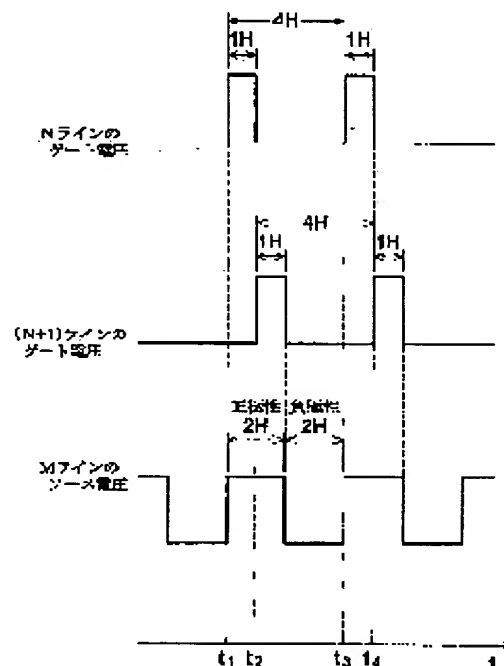 4H
1H 1H
Nラインの
ゲート電圧
4H
1H 1H
(N+1)ラインの
ゲート電圧
正極性 負極性
2H 2H
Mラインの
ソース電圧
t1 t2 t3 t4